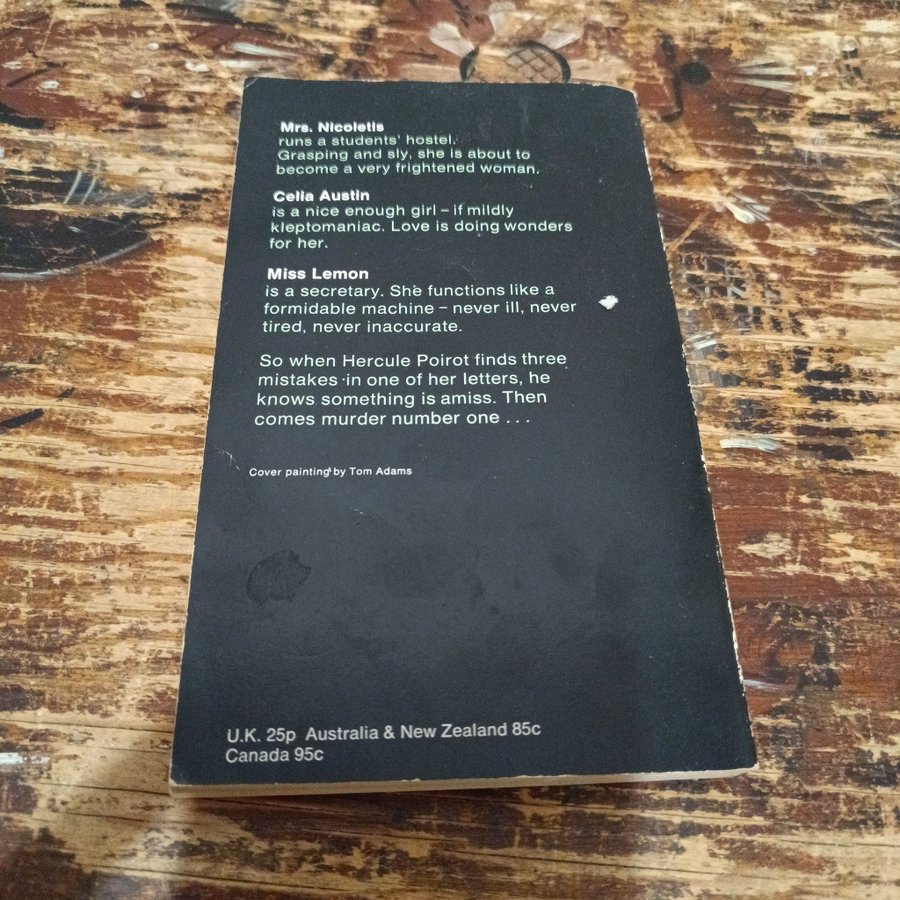 Mrs. Nicoletis
runs a students' hostel.
Grasping and sly, she is about to
become a very frightened woman.
Celia Austin
is a nice enough girl – if mildly
kleptomaniac. Love is doing wonders
for her.
Miss Lemon
is a secretary. She functions like a
formidable machine – never ill, never
tired, never inaccurate.
So when Hercule Poirot finds three
mistakes in one of her letters, he
knows something is amiss. Then
comes murder number one . . .
Cover painting by Tom Adams
U.K. 25p Australia & New Zealand 85c
Canada 95c